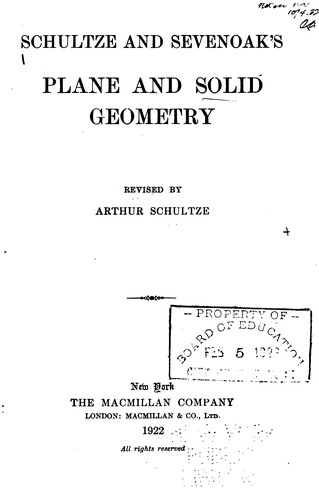 SCHULTZE AND SEVENOAK'S
PLANE AND SOLID
GEOMETRY
REVISED BY
ARTHUR SCHULTZE
PROPERTY OF
BOARD OF EDUCATION
FEB 5
New York
THE MACMILLAN COMPANY
LONDON: MACMILLAN & CO., LTD.
1922
All rights reserved